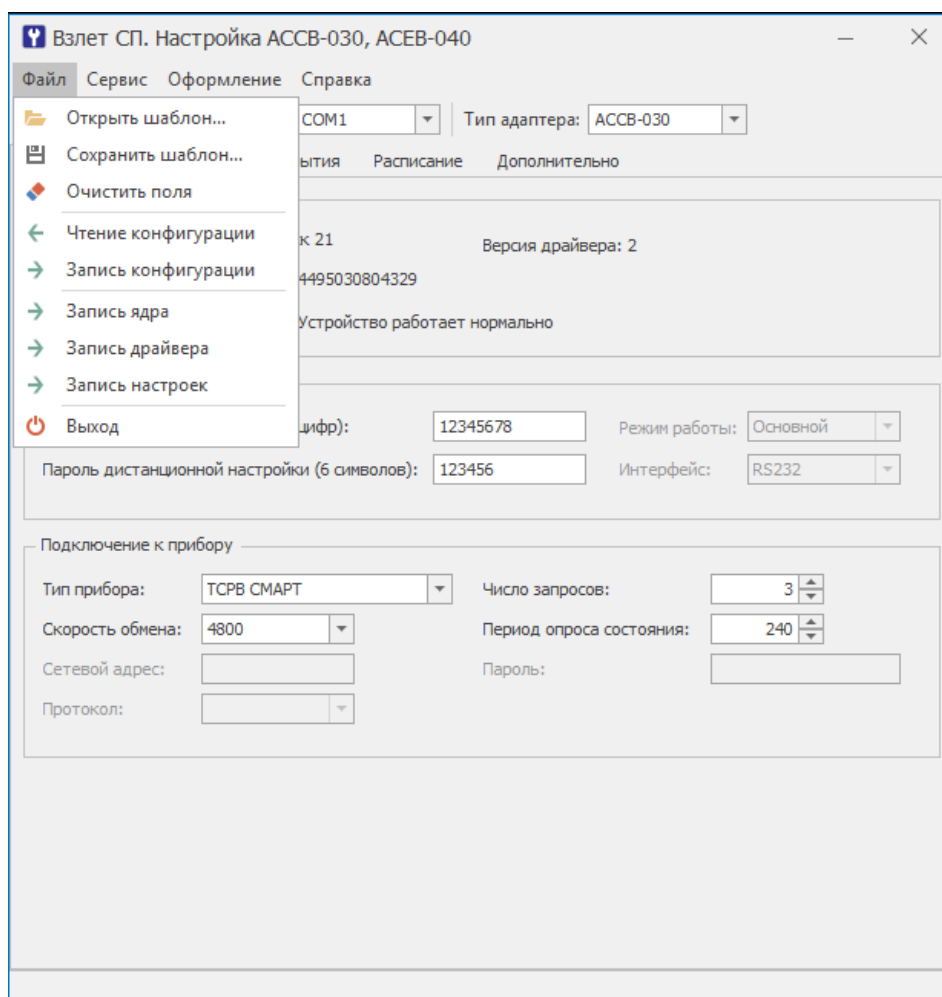 Взлет СП. Настройка АССВ-030, АСЕВ-040
Файл Сервис Оформление Справка
Открыть шаблон... COM1 Тип адаптера: АССВ-030
Сохранить шаблон... ытия Расписание Дополнительно
Очистить поля
Чтение конфигурации к 21 Версия драйвера: 2
Запись конфигурации 4495030804329
Запись ядра Устройство работает нормально
Запись драйвера
Запись настроек
Выход цифр): 12345678 Режим работы: Основной
Пароль дистанционной настройки (6 символов): 123456 Интерфейс: RS232
Подключение к прибору
Тип прибора: ТСРВ СМАРТ Число запросов: 3
Скорость обмена: 4800 Период опроса состояния: 240
Сетевой адрес: Пароль:
Протокол: